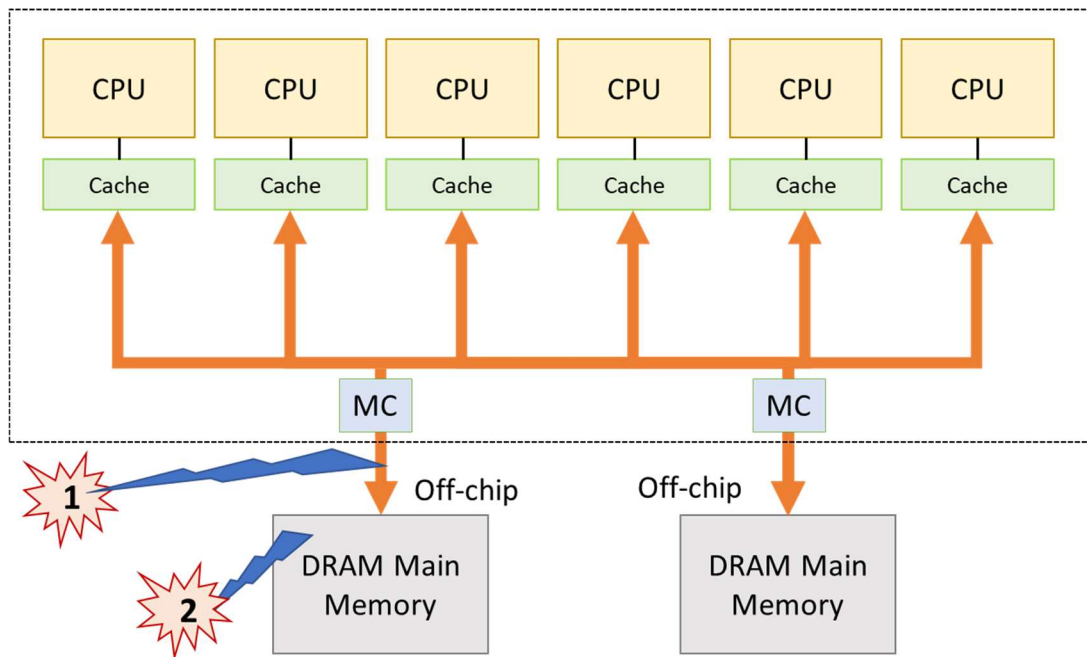 CPU CPU CPU CPU CPU CPU
Cache Cache Cache Cache Cache Cache
MC MC
1 Off-chip Off-chip
2 DRAM Main DRAM Main
Memory Memory